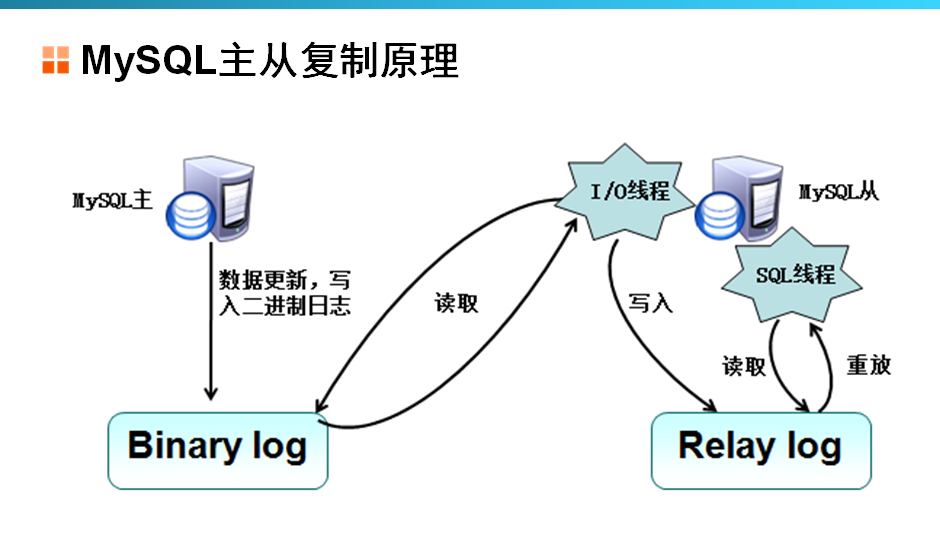 MySQL主从复制原理
MySQL主
I/O线程
MySQL从
数据更新，写
入二进制日志
读取
写入
SQL线程
读取
重放
Binary log
Relay log